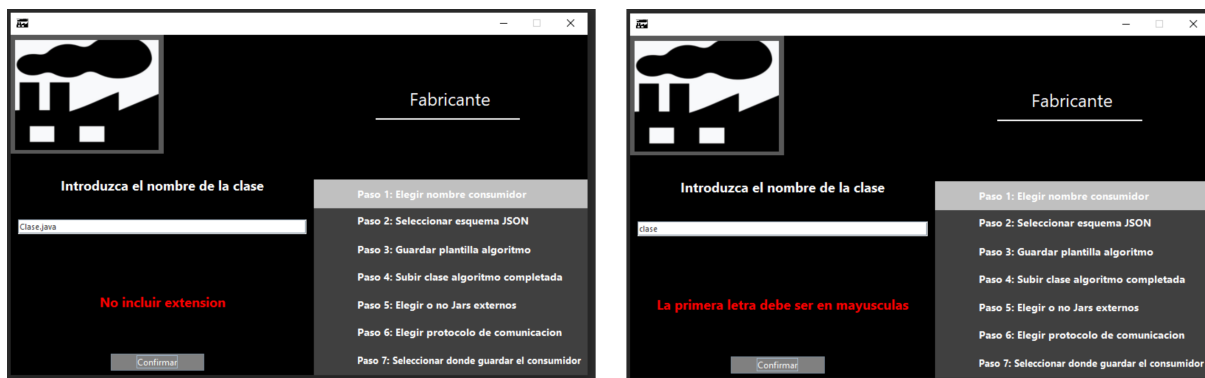 Fabricante
Introduzca el nombre de la clase
Clase.java
No incluir extension
Confirmar
Paso 1: Elegir nombre consumidor
Paso 2: Seleccionar esquema JSON
Paso 3: Guardar plantilla algoritmo
Paso 4: Subir clase algoritmo completada
Paso 5: Elegir o no Jars externos
Paso 6: Elegir protocolo de comunicacion
Paso 7: Seleccionar donde guardar el consumidor
Fabricante
Introduzca el nombre de la clase
clase
La primera letra debe ser en mayusculas
Confirmar
Paso 1: Elegir nombre consumidor
Paso 2: Seleccionar esquema JSON
Paso 3: Guardar plantilla algoritmo
Paso 4: Subir clase algoritmo completada
Paso 5: Elegir o no Jars externos
Paso 6: Elegir protocolo de comunicacion
Paso 7: Seleccionar donde guardar el consumidor